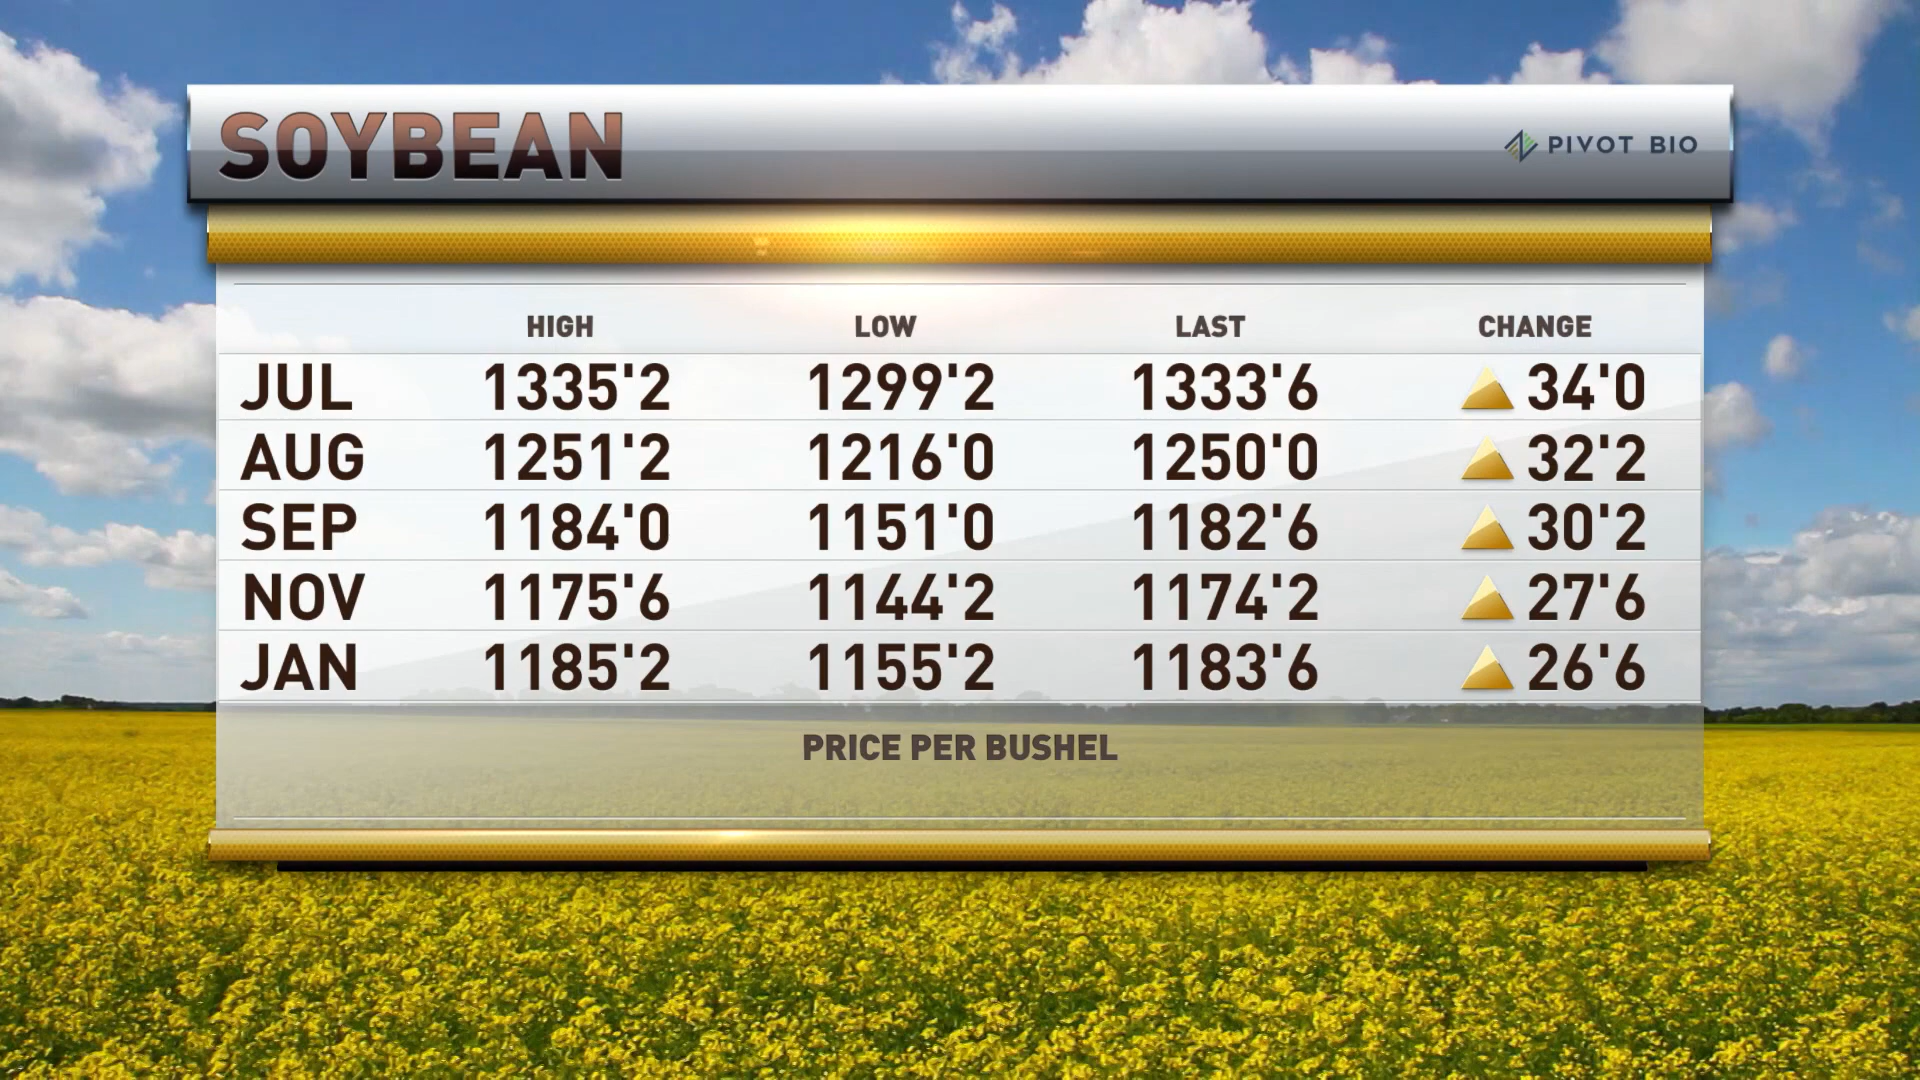 SOYBEAN PIVOT BIO
HIGH LOW LAST CHANGE
JUL 1335'2 1299'2 1333'6 34'0
AUG 1251'2 1216'0 1250'0 32'2
SEP 1184'0 1151'0 1182'6 30'2
NOV 1175'6 1144'2 1174'2 27'6
JAN 1185'2 1155'2 1183'6 26'6
PRICE PER BUSHEL